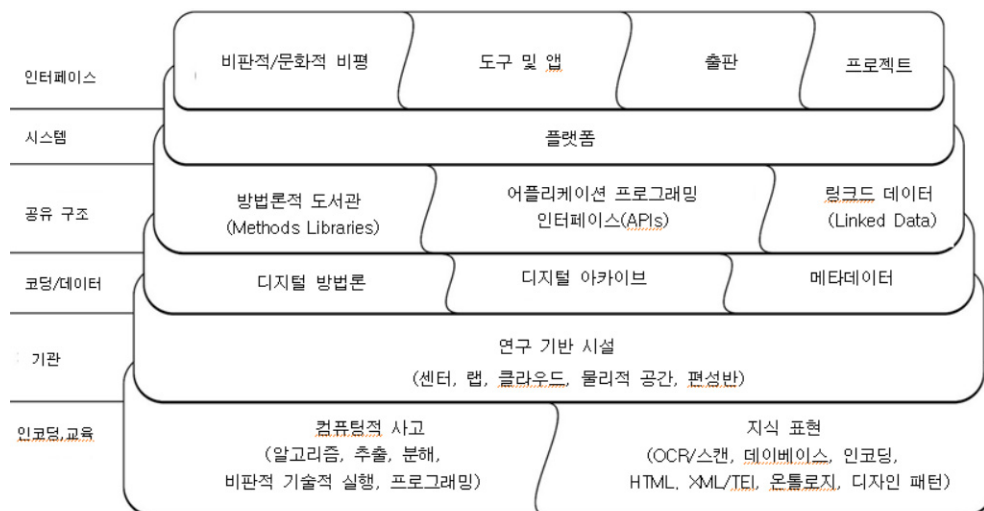 인터페이스
비판적/문화적 비평
도구 및 앱
출판
프로젝트
시스템
플랫폼
공유 구조
방법론적 도서관
(Methods Libraries)
어플리케이션 프로그래밍
인터페이스(APIs)
링크드 데이터
(Linked Data)
코딩/데이터
디지털 방법론
디지털 아카이브
메타데이터
기관
연구 기반 시설
(센터, 랩, 클라우드, 물리적 공간, 편성반)
인코딩,교육
컴퓨팅적 사고
(알고리즘, 추출, 분해,
비판적 기술적 실행, 프로그래밍)
지식 표현
(OCR/스캔, 데이베이스, 인코딩,
HTML, XML/TEI, 온톨로지, 디자인 패턴)